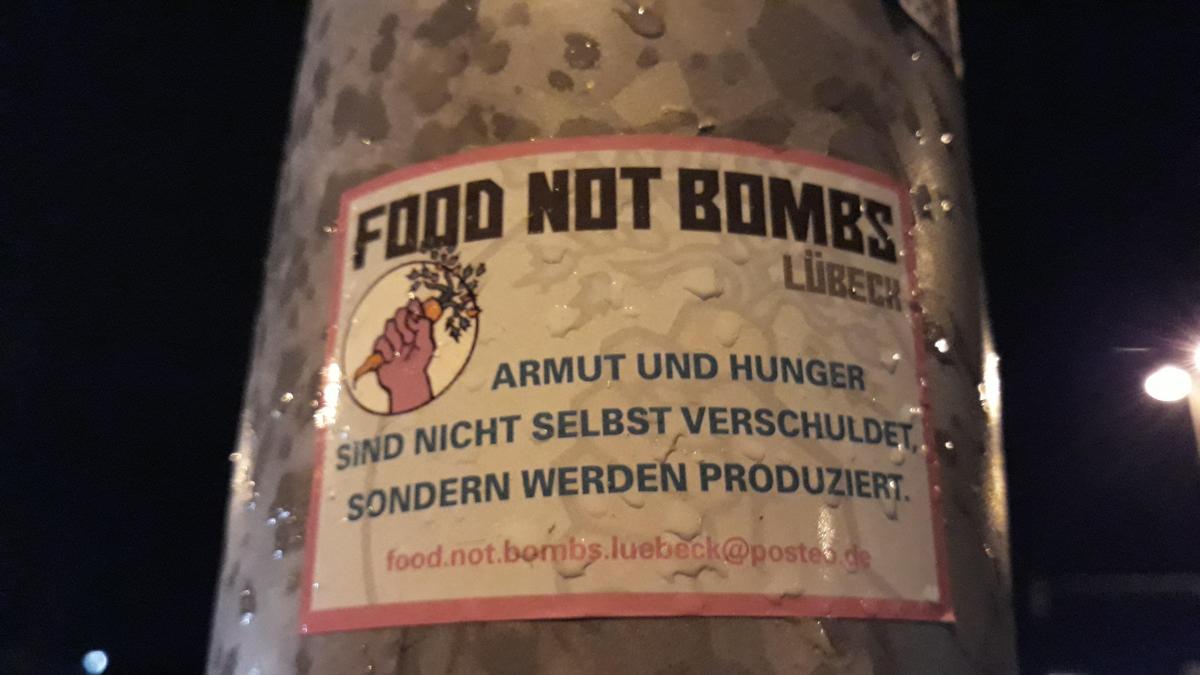 FOOD NOT BOMBS
LÜBECK
ARMUT UND HUNGER
SIND NICHT SELBST VERSCHULDET,
SONDERN WERDEN PRODUZIERT.
food.not.bombs.luebeck@posteo.de